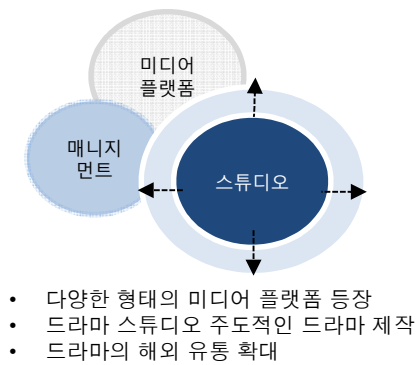 미디어
플랫폼
매니지
먼트
스튜디오
• 다양한 형태의 미디어 플랫폼 등장
• 드라마 스튜디오 주도적인 드라마 제작
• 드라마의 해외 유통 확대